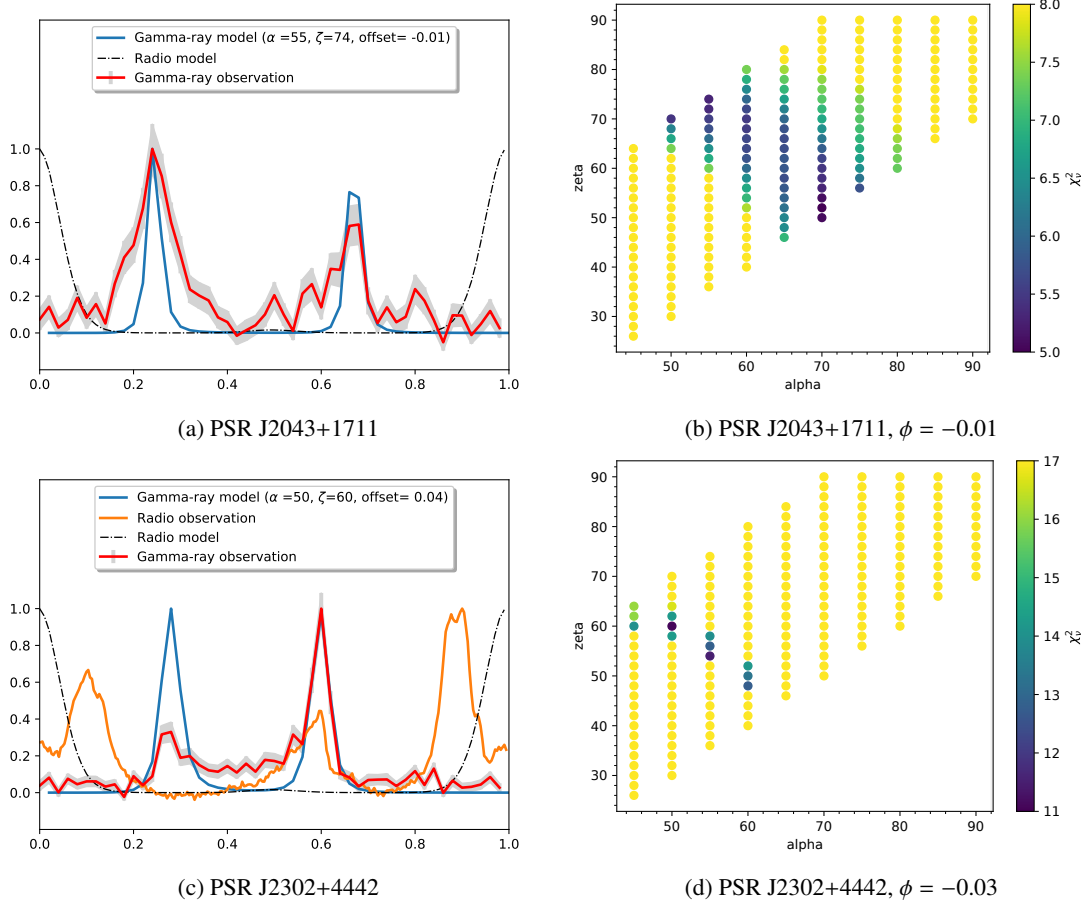 Gamma-ray model (α =55, ζ=74, offset= -0.01)
Radio model
Gamma-ray observation
1.0
0.8
0.6
0.4
0.2
0.0
0.0 0.2 0.4 0.6 0.8 1.0
(a) PSR J2043+1711
90
80
70
60
50
40
30
zeta
50 60 70 80 90
alpha
8.0
7.5
7.0
6.5
6.0
5.5
5.0
χ²ᵥ
(b) PSR J2043+1711, ϕ = −0.01
Gamma-ray model (α =50, ζ=60, offset= 0.04)
Radio observation
Radio model
Gamma-ray observation
1.0
0.8
0.6
0.4
0.2
0.0
0.0 0.2 0.4 0.6 0.8 1.0
(c) PSR J2302+4442
90
80
70
60
50
40
30
zeta
50 60 70 80 90
alpha
17
16
15
14
13
12
11
χ²ᵥ
(d) PSR J2302+4442, ϕ = −0.03